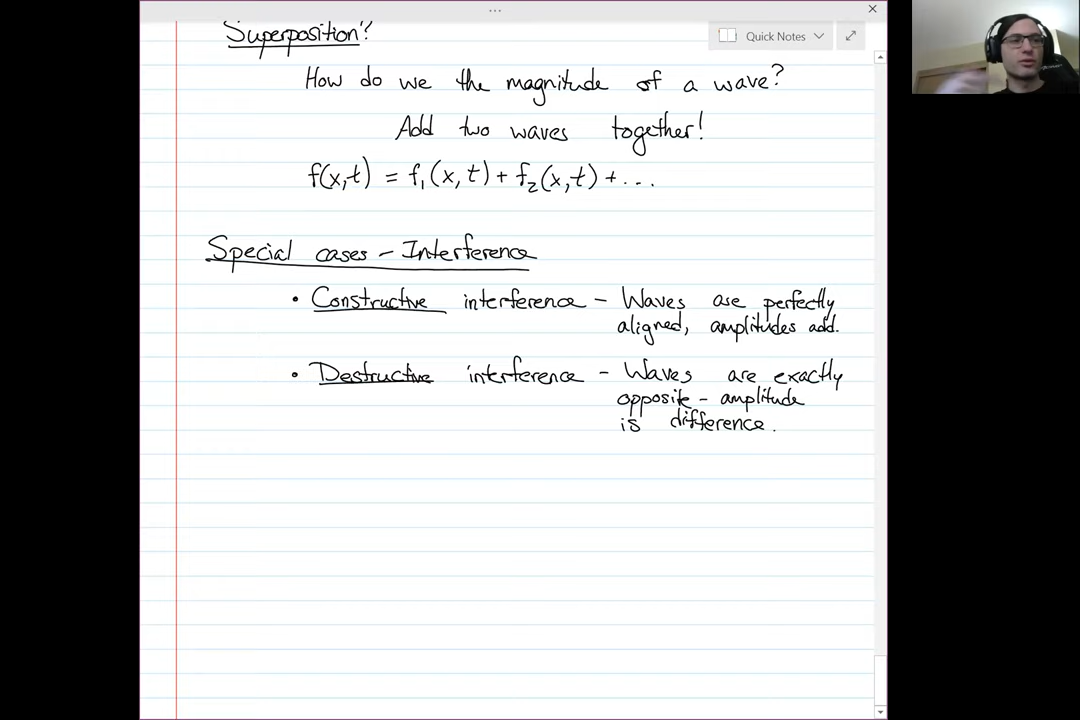 Superposition?
Quick Notes
How do we the magnitude of a wave?
Add two waves together!
f(x,t) = f₁(x,t) + f₂(x,t) + ...
Special cases - Interference
• Constructive interference - Waves are perfectly
aligned, amplitudes add.
• Destructive interference - Waves are exactly
opposite - amplitude
is difference.